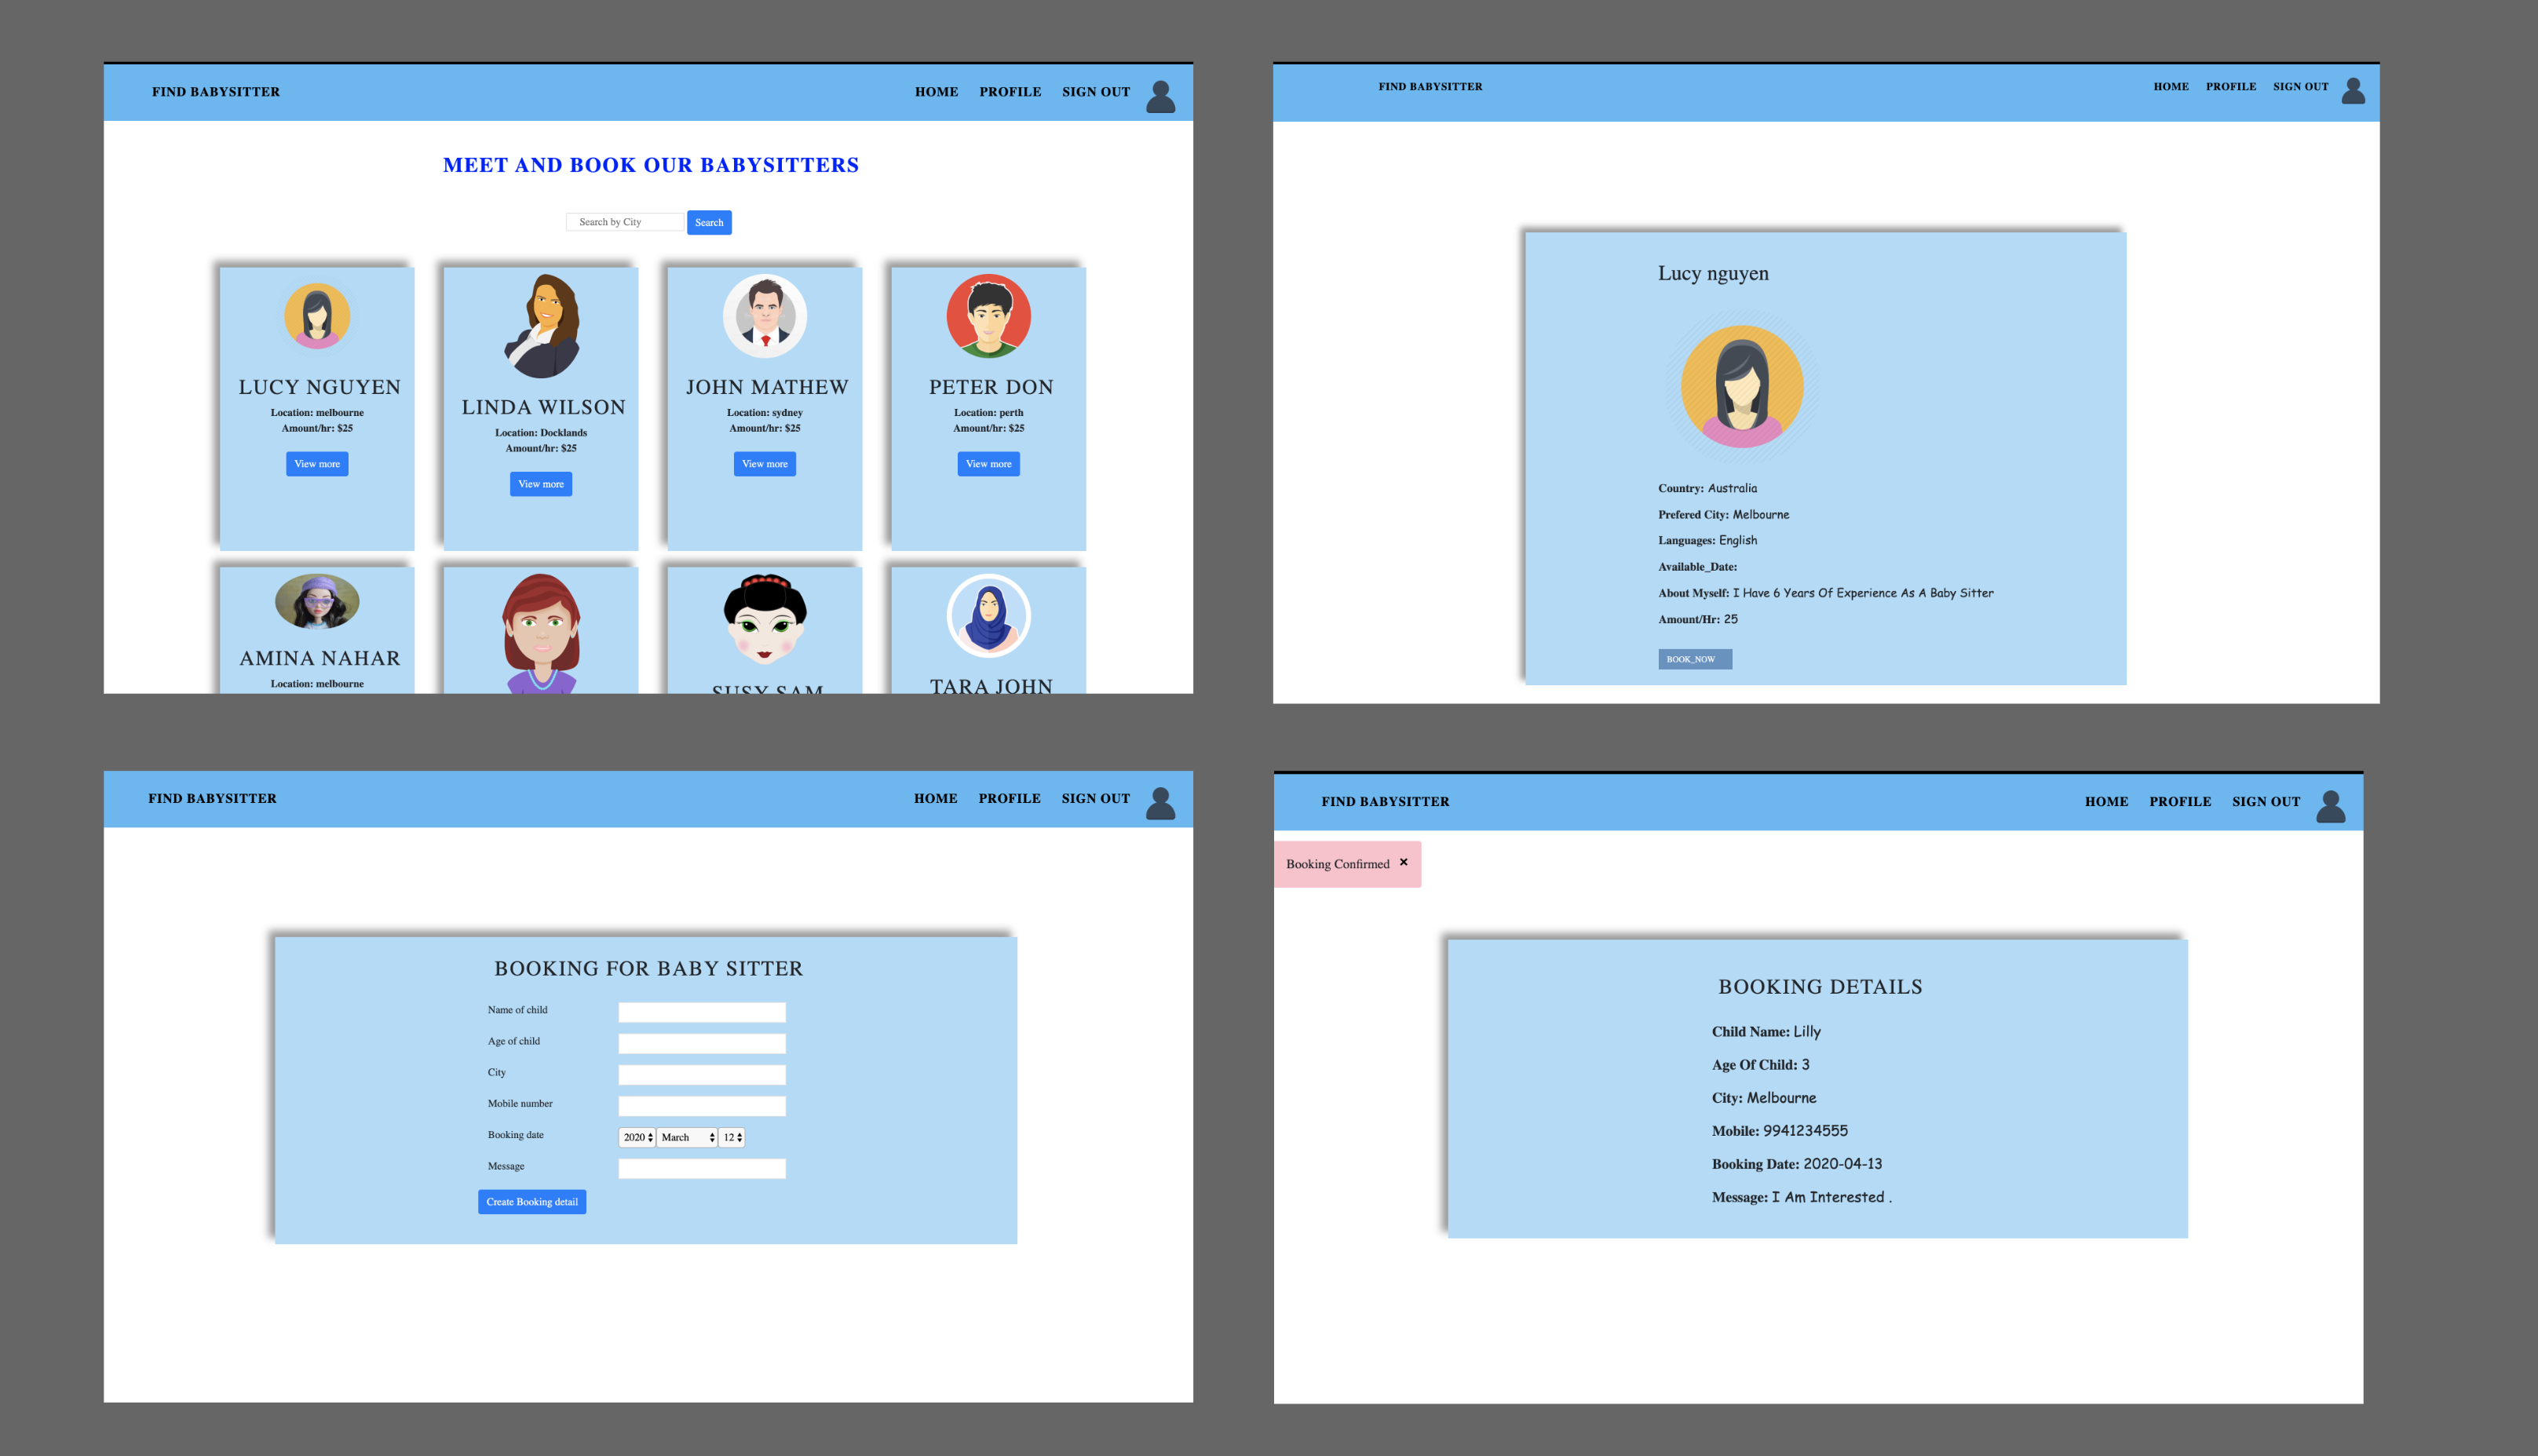 FIND BABYSITTER HOME PROFILE SIGN OUT
MEET AND BOOK OUR BABYSITTERS
Search by City Search
LUCY NGUYEN
Location: melbourne
Amount/hr: $25
View more
LINDA WILSON
Location: Docklands
Amount/hr: $25
View more
JOHN MATHEW
Location: sydney
Amount/hr: $25
View more
PETER DON
Location: perth
Amount/hr: $25
View more
AMINA NAHAR
Location: melbourne
SUSY SAM
TARA JOHN
FIND BABYSITTER HOME PROFILE SIGN OUT
Lucy nguyen
Country: Australia
Prefered City: Melbourne
Languages: English
Available_Date:
About Myself: I Have 6 Years Of Experience As A Baby Sitter
Amount/Hr: 25
BOOK_NOW
FIND BABYSITTER HOME PROFILE SIGN OUT
BOOKING FOR BABY SITTER
Name of child
Age of child
City
Mobile number
Booking date 2020 March 12
Message
Create Booking detail
FIND BABYSITTER HOME PROFILE SIGN OUT
Booking Confirmed ×
BOOKING DETAILS
Child Name: Lilly
Age Of Child: 3
City: Melbourne
Mobile: 9941234555
Booking Date: 2020-04-13
Message: I Am Interested .